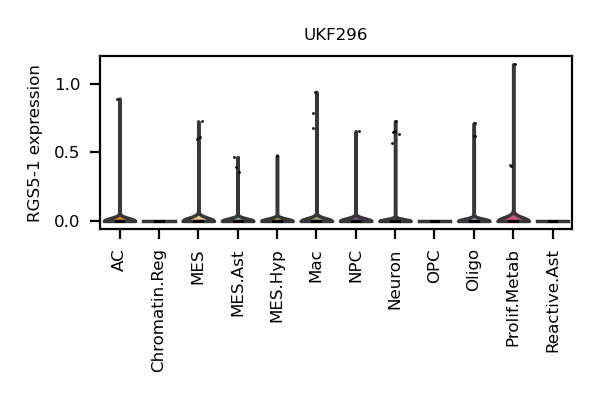 UKF296
RGS5-1 expression
1.0
0.5
0.0
AC
Chromatin.Reg
MES
MES.Ast
MES.Hyp
Mac
NPC
Neuron
OPC
Oligo
Prolif.Metab
Reactive.Ast